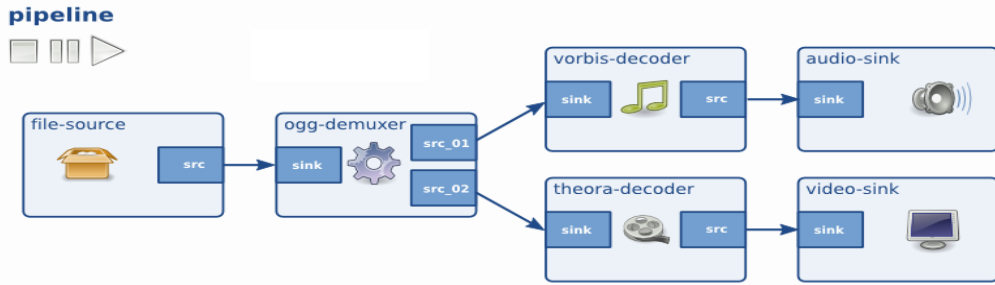 pipeline
file-source
src
ogg-demuxer
sink
src_01
src_02
vorbis-decoder
sink
src
audio-sink
sink
theora-decoder
sink
src
video-sink
sink